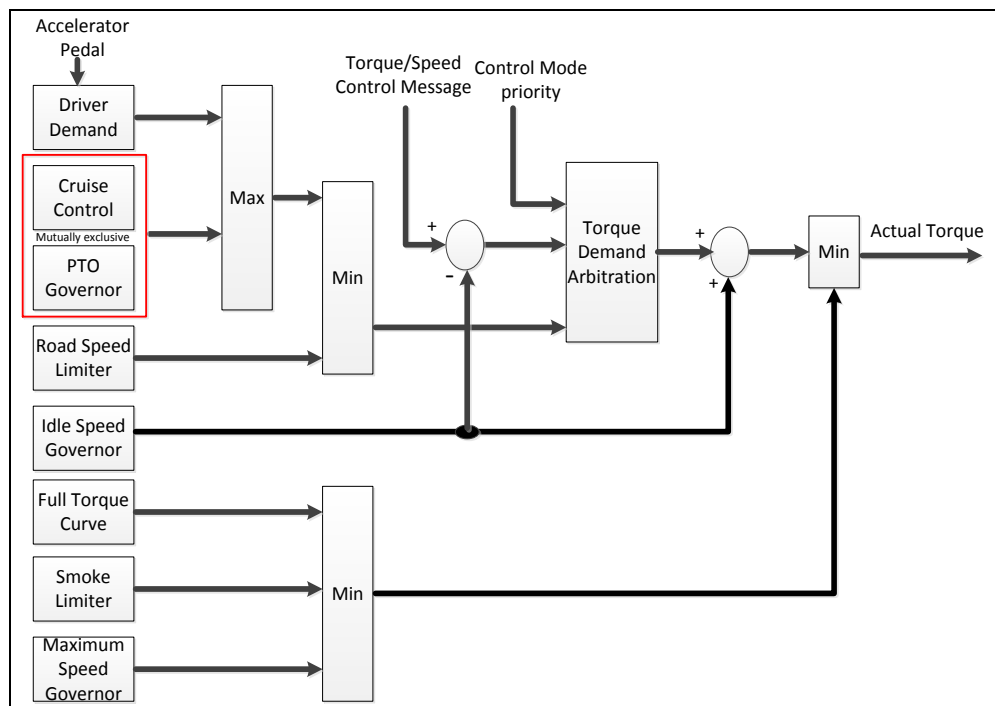 Accelerator
Pedal
Driver
Demand
Cruise
Control
Mutually exclusive
PTO
Governor
Road Speed
Limiter
Idle Speed
Governor
Full Torque
Curve
Smoke
Limiter
Maximum
Speed
Governor
Max
Min
Min
Torque/Speed
Control Message
Control Mode
priority
+
-
Torque
Demand
Arbitration
+
+
Min
Actual Torque